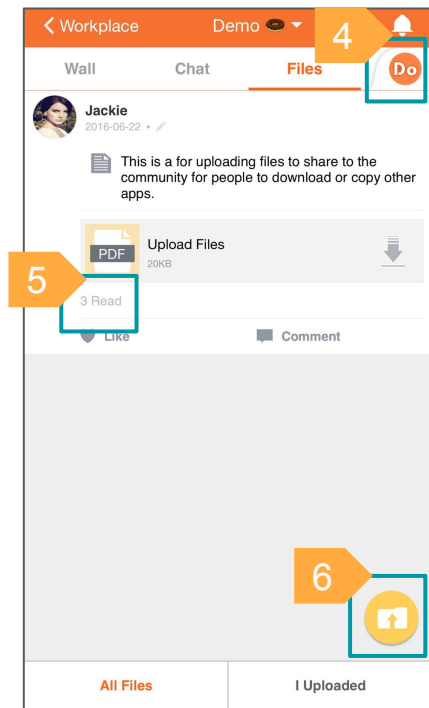 Workplace
Demo
4
Wall
Chat
Files
Do
Jackie
2016-06-22 •
This is a for uploading files to share to the
community for people to download or copy other
apps.
PDF
Upload Files
20KB
5
3 Read
Like
Comment
6
All Files
I Uploaded